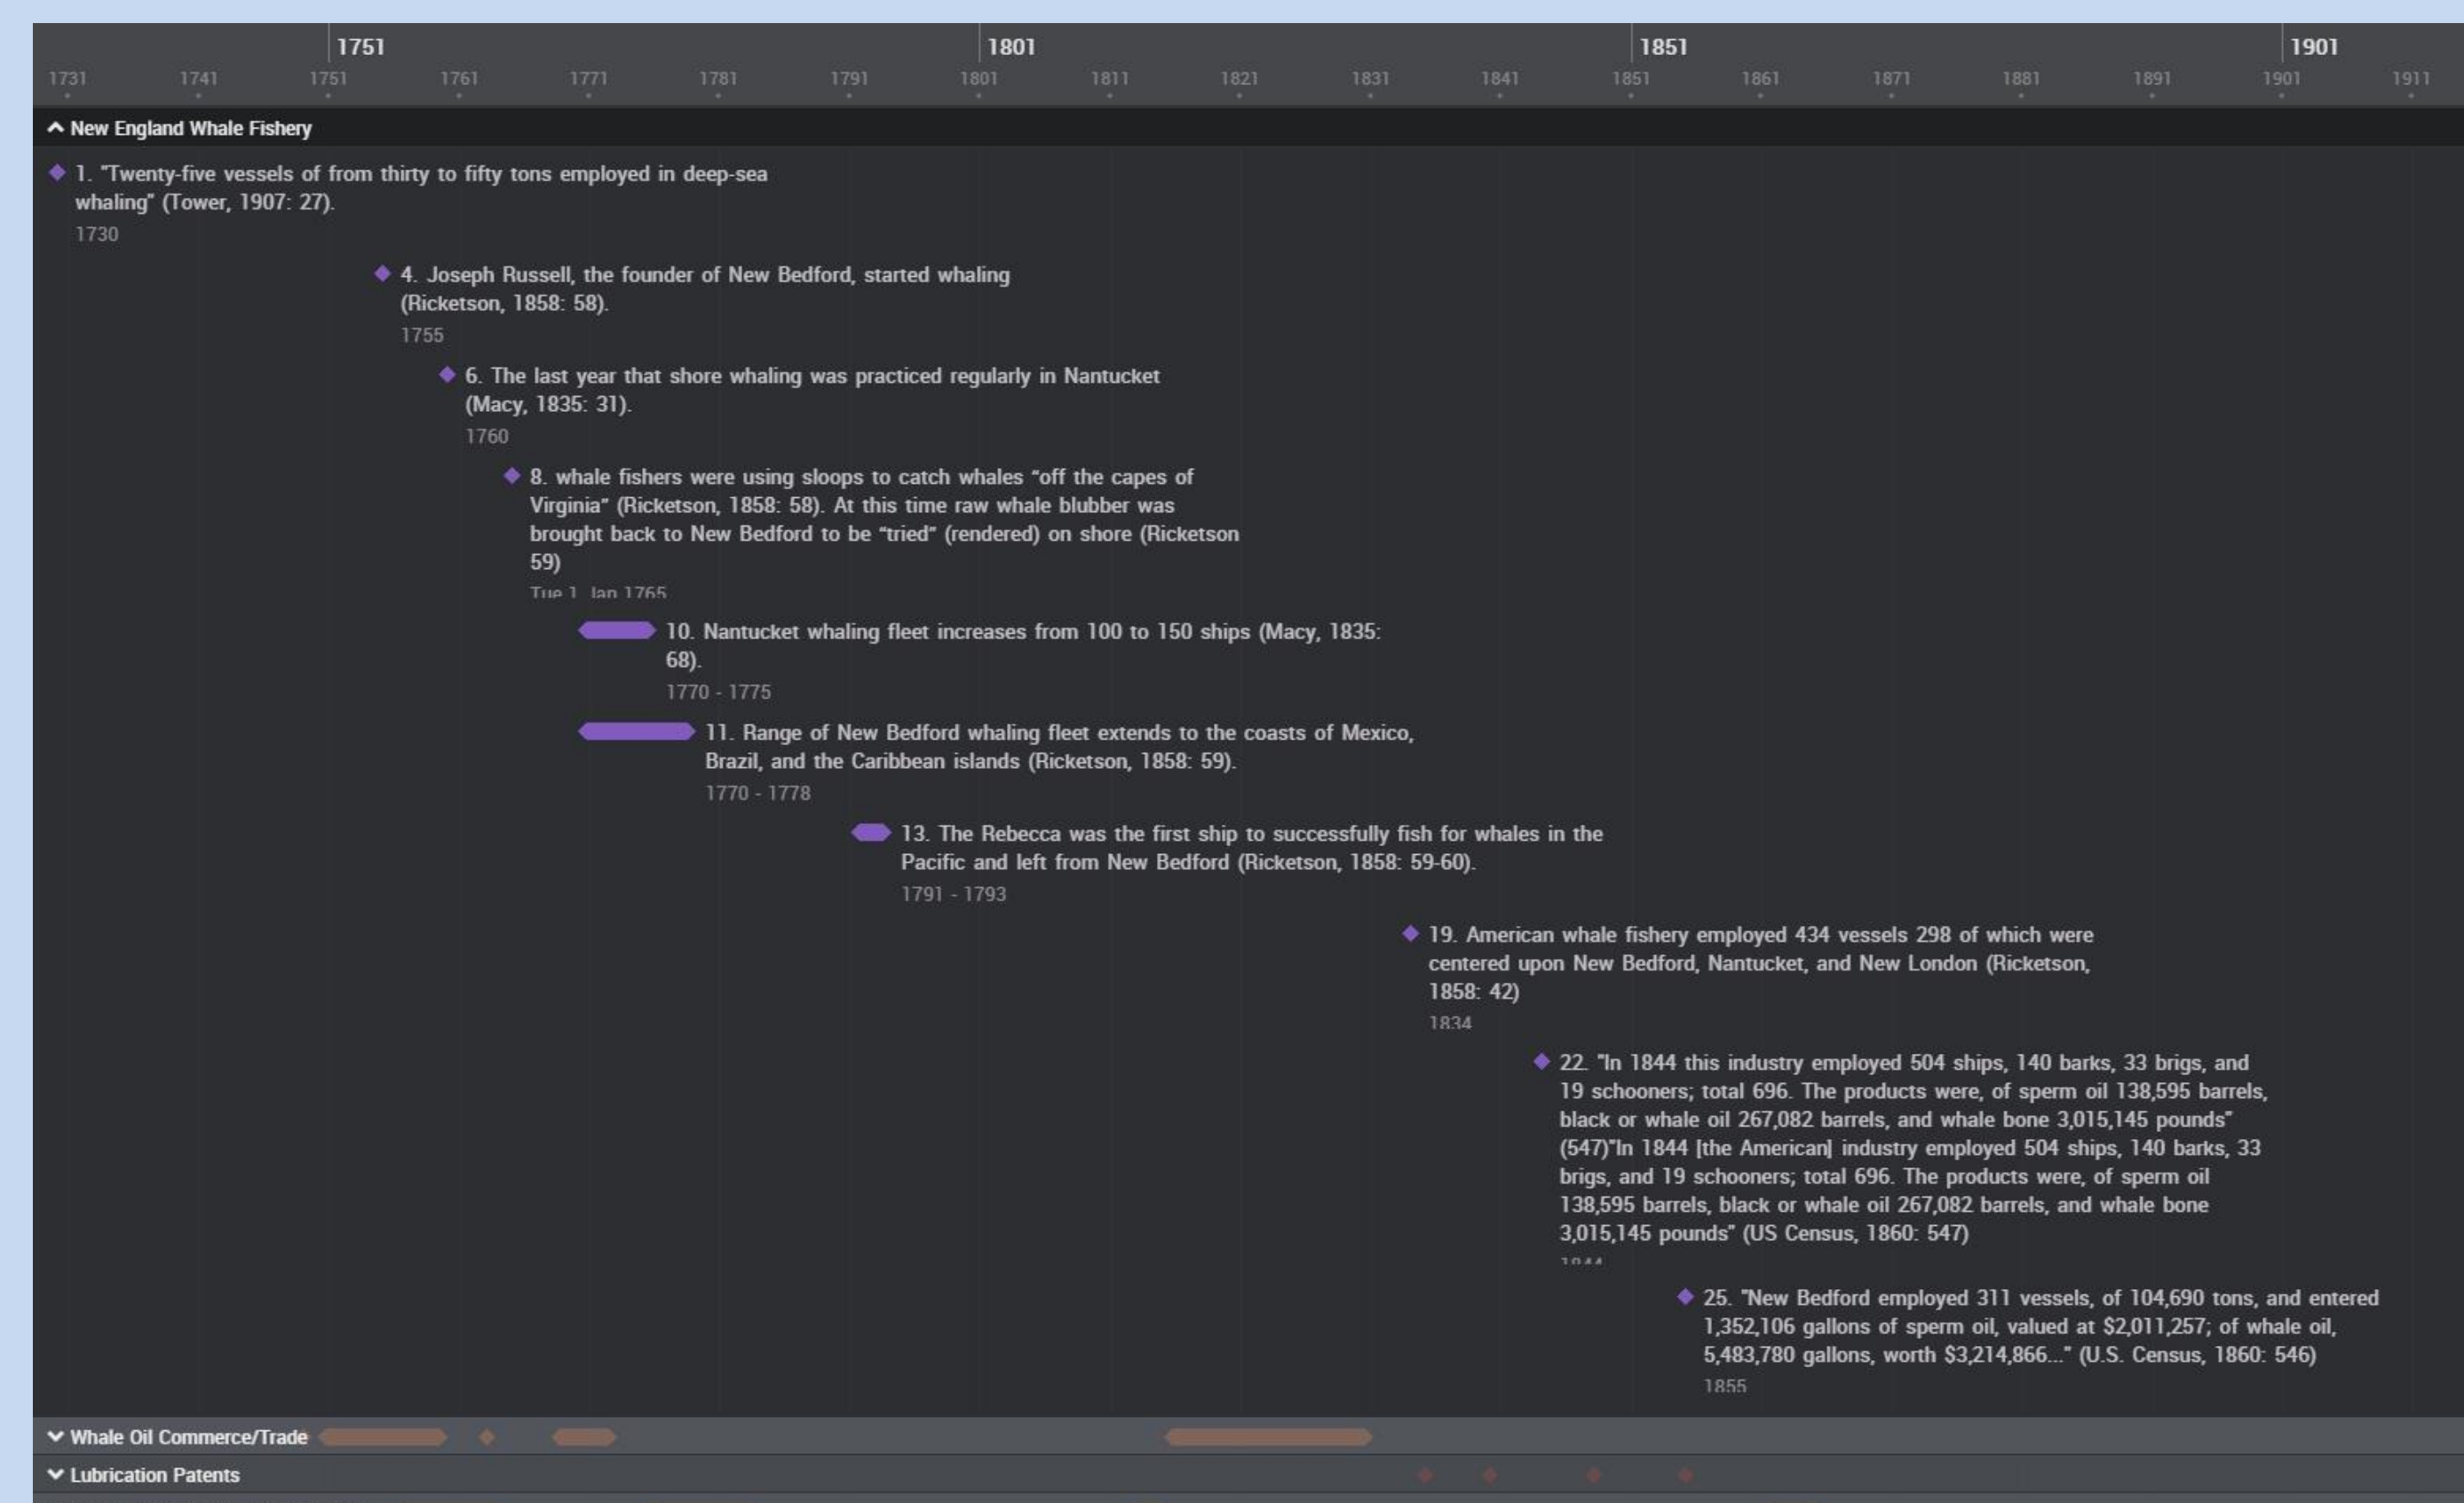 1751 1801 1851 1901
1731 1741 1751 1761 1771 1781 1791 1801 1811 1821 1831 1841 1851 1861 1871 1881 1891 1901 1911
New England Whale Fishery
1. "Twenty-five vessels of from thirty to fifty tons employed in deep-sea
whaling" (Tower, 1907: 27).
1730
4. Joseph Russell, the founder of New Bedford, started whaling
(Ricketson, 1858: 58).
1755
6. The last year that shore whaling was practiced regularly in Nantucket
(Macy, 1835: 31).
1760
8. whale fishers were using sloops to catch whales “off the capes of
Virginia” (Ricketson, 1858: 58). At this time raw whale blubber was
brought back to New Bedford to be “tried” (rendered) on shore (Ricketson
59)
Tue 1 Jan 1765
10. Nantucket whaling fleet increases from 100 to 150 ships (Macy, 1835:
68).
1770 - 1775
11. Range of New Bedford whaling fleet extends to the coasts of Mexico,
Brazil, and the Caribbean islands (Ricketson, 1858: 59).
1770 - 1778
13. The Rebecca was the first ship to successfully fish for whales in the
Pacific and left from New Bedford (Ricketson, 1858: 59-60).
1791 - 1793
19. American whale fishery employed 434 vessels 298 of which were
centered upon New Bedford, Nantucket, and New London (Ricketson,
1858: 42)
1834
22. "In 1844 this industry employed 504 ships, 140 barks, 33 brigs, and
19 schooners; total 696. The products were, of sperm oil 138,595 barrels,
black or whale oil 267,082 barrels, and whale bone 3,015,145 pounds"
(547)"In 1844 [the American] industry employed 504 ships, 140 barks, 33
brigs, and 19 schooners; total 696. The products were, of sperm oil
138,595 barrels, black or whale oil 267,082 barrels, and whale bone
3,015,145 pounds" (US Census, 1860: 547)
1844
25. "New Bedford employed 311 vessels, of 104,690 tons, and entered
1,352,106 gallons of sperm oil, valued at $2,011,257; of whale oil,
5,483,780 gallons, worth $3,214,866..." (U.S. Census, 1860: 546)
1855
Whale Oil Commerce/Trade
Lubrication Patents